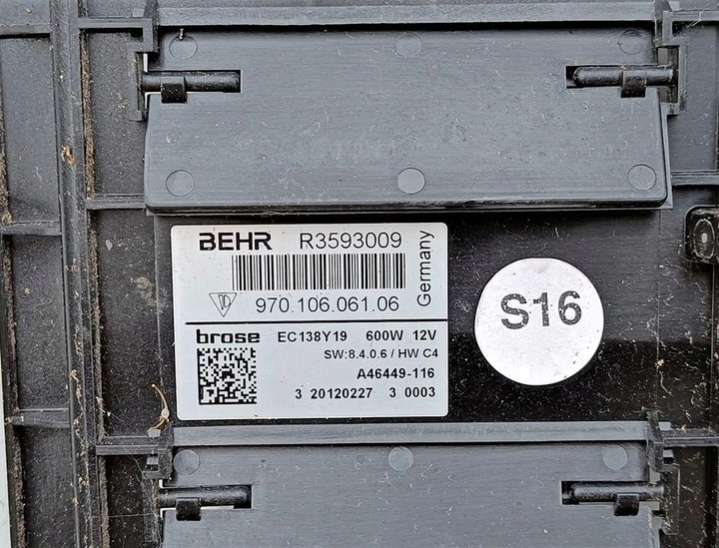 BEHR R3593009
Germany
970.106.061.06
brose EC138Y19 600W 12V
SW:8.4.0.6 / HW C4
A46449-116
3 20120227 3 0003
S16